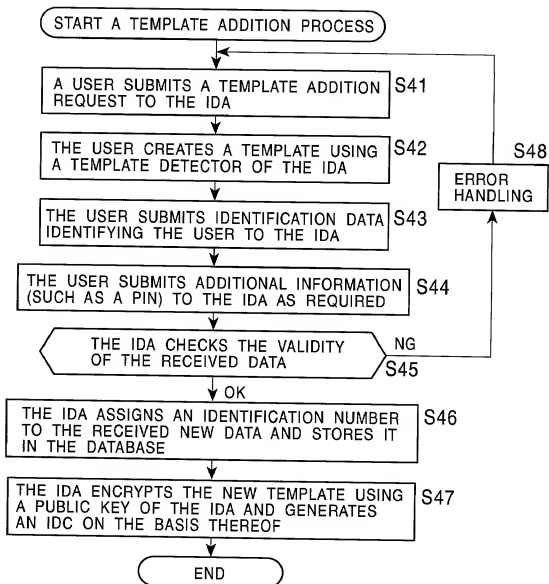 START A TEMPLATE ADDITION PROCESS
A USER SUBMITS A TEMPLATE ADDITION
REQUEST TO THE IDA
S41
THE USER CREATES A TEMPLATE USING
A TEMPLATE DETECTOR OF THE IDA
S42
S48
ERROR
HANDLING
THE USER SUBMITS IDENTIFICATION DATA
IDENTIFYING THE USER TO THE IDA
S43
THE USER SUBMITS ADDITIONAL INFORMATION
(SUCH AS A PIN) TO THE IDA AS REQUIRED
S44
THE IDA CHECKS THE VALIDITY
OF THE RECEIVED DATA
NG
S45
OK
THE IDA ASSIGNS AN IDENTIFICATION NUMBER
TO THE RECEIVED NEW DATA AND STORES IT
IN THE DATABASE
S46
THE IDA ENCRYPTS THE NEW TEMPLATE USING
A PUBLIC KEY OF THE IDA AND GENERATES
AN IDC ON THE BASIS THEREOF
S47
END